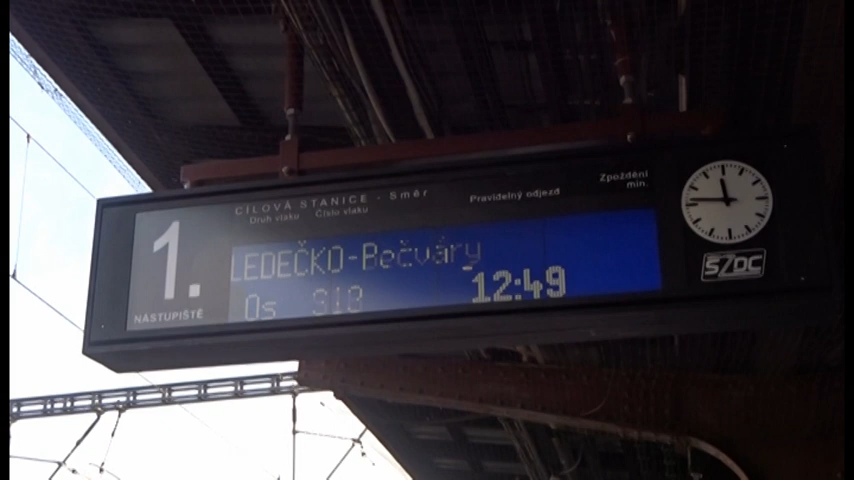 CÍLOVÁ STANICE - Směr
Druh vlaku Číslo vlaku
Pravidelný odjezd
Zpoždění
min.
1.
NÁSTUPIŠTĚ
LEDEČKO-Bečváry
Os 12:49
SŽDC